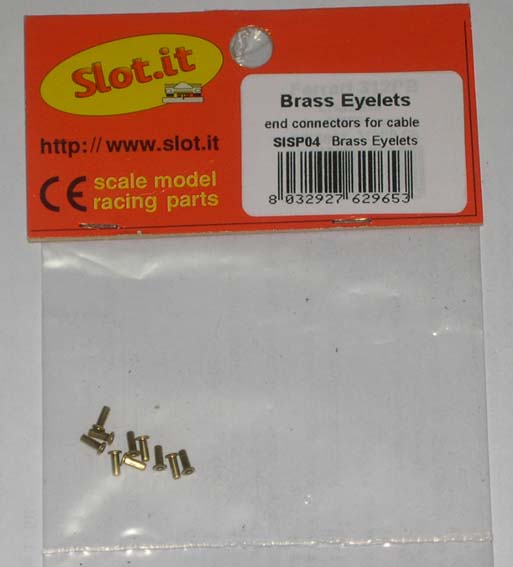 Slot.it
http://www.slot.it
CE scale model
racing parts
Brass Eyelets
end connectors for cable
SISP04 Brass Eyelets
8 032927 629653